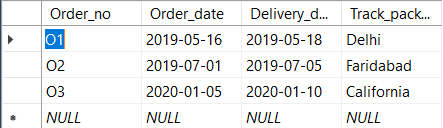 Order_no Order_date Delivery_d... Track_pack...
O1 2019-05-16 2019-05-18 Delhi
O2 2019-07-01 2019-07-05 Faridabad
O3 2020-01-05 2020-01-10 California
NULL NULL NULL NULL